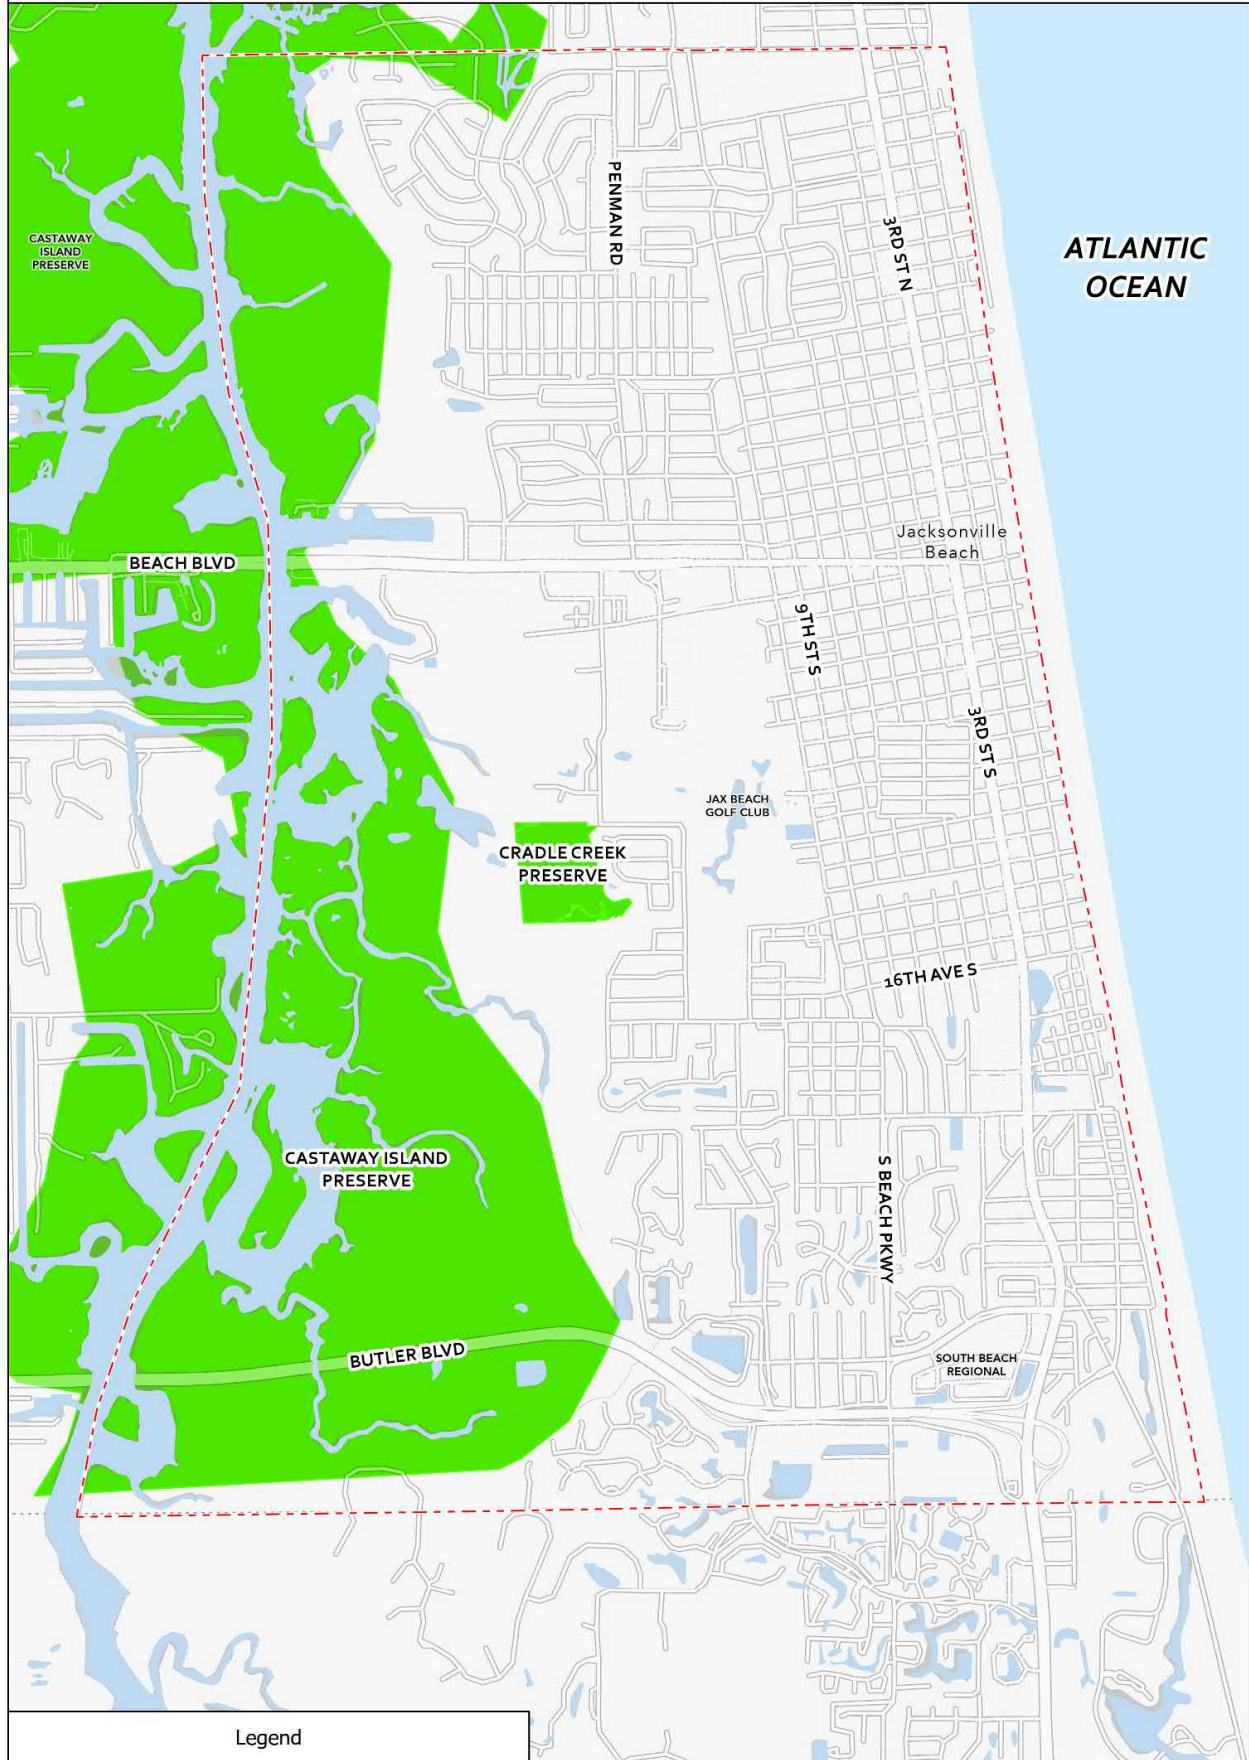 PENMAN RD
3RD ST N
CASTAWAY
ISLAND
PRESERVE
ATLANTIC
OCEAN
Jacksonville
Beach
BEACH BLVD
9TH ST S
3RD ST S
JAX BEACH
GOLF CLUB
CRADLE CREEK
PRESERVE
16TH AVE S
CASTAWAY ISLAND
PRESERVE
S BEACH PKWY
BUTLER BLVD
SOUTH BEACH
REGIONAL
Legend